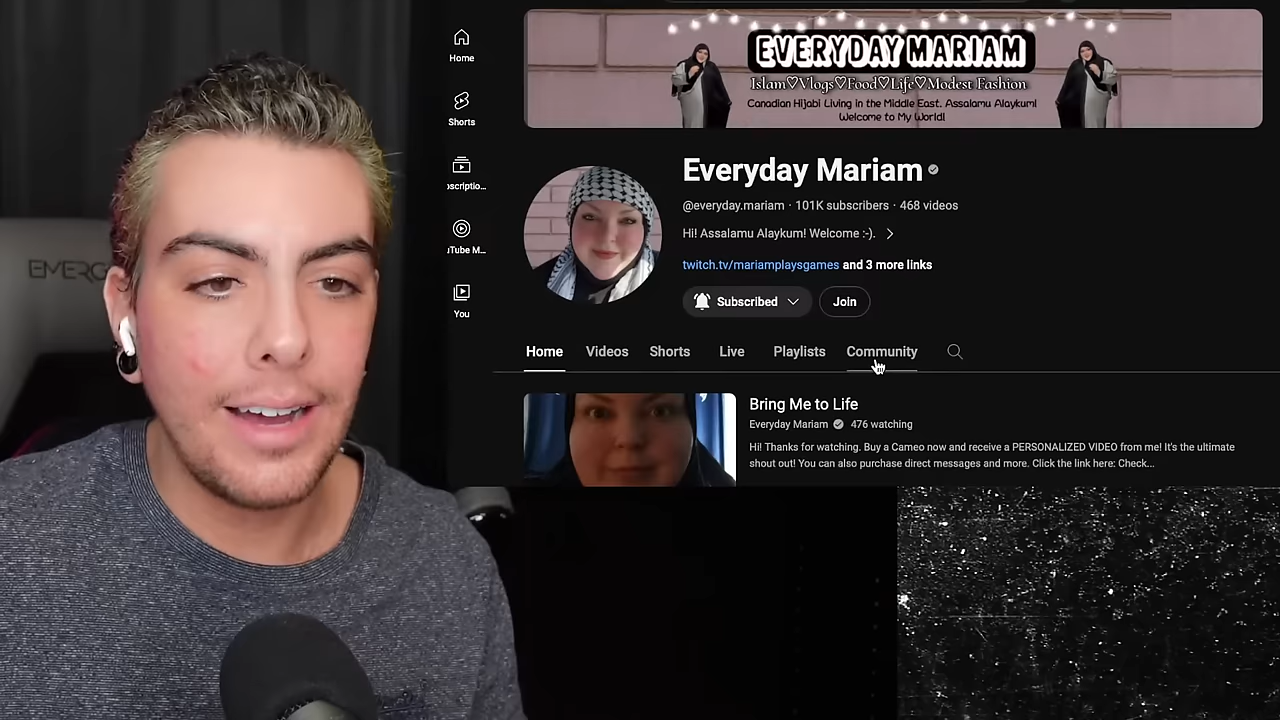 EMERG
Home
Shorts
bscriptio...
uTube M...
You
EVERYDAY MARIAM
Islam♡Vlogs♡Food♡Life♡Modest Fashion
Canadian Hijabi Living in the Middle East. Assalamu Alaykum!
Welcome to My World!
Everyday Mariam
@everyday.mariam · 101K subscribers · 468 videos
Hi! Assalamu Alaykum! Welcome :-).
twitch.tv/mariamplaysgames and 3 more links
Subscribed
Join
Home Videos Shorts Live Playlists Community
Bring Me to Life
Everyday Mariam 476 watching
Hi! Thanks for watching. Buy a Cameo now and receive a PERSONALIZED VIDEO from me! It's the ultimate
shout out! You can also purchase direct messages and more. Click the link here: Check...